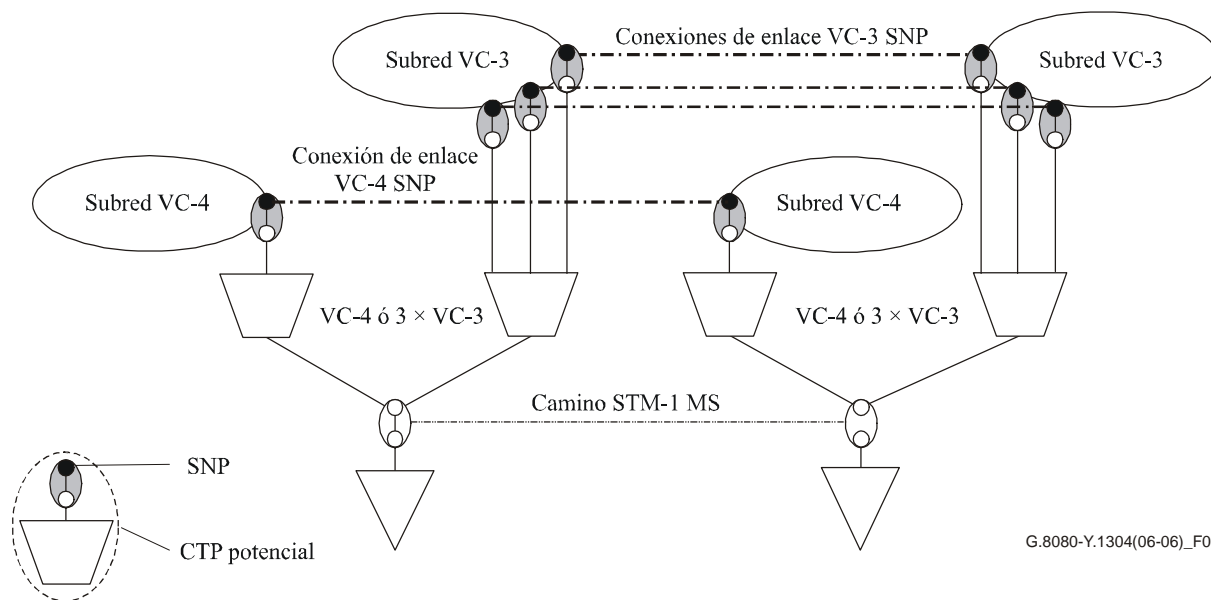 Subred VC-3
Conexiones de enlace VC-3 SNP
Subred VC-3
Conexión de enlace
VC-4 SNP
Subred VC-4
Subred VC-4
VC-4 ó 3 × VC-3
VC-4 ó 3 × VC-3
Camino STM-1 MS
SNP
CTP potencial
G.8080-Y.1304(06-06)_F0